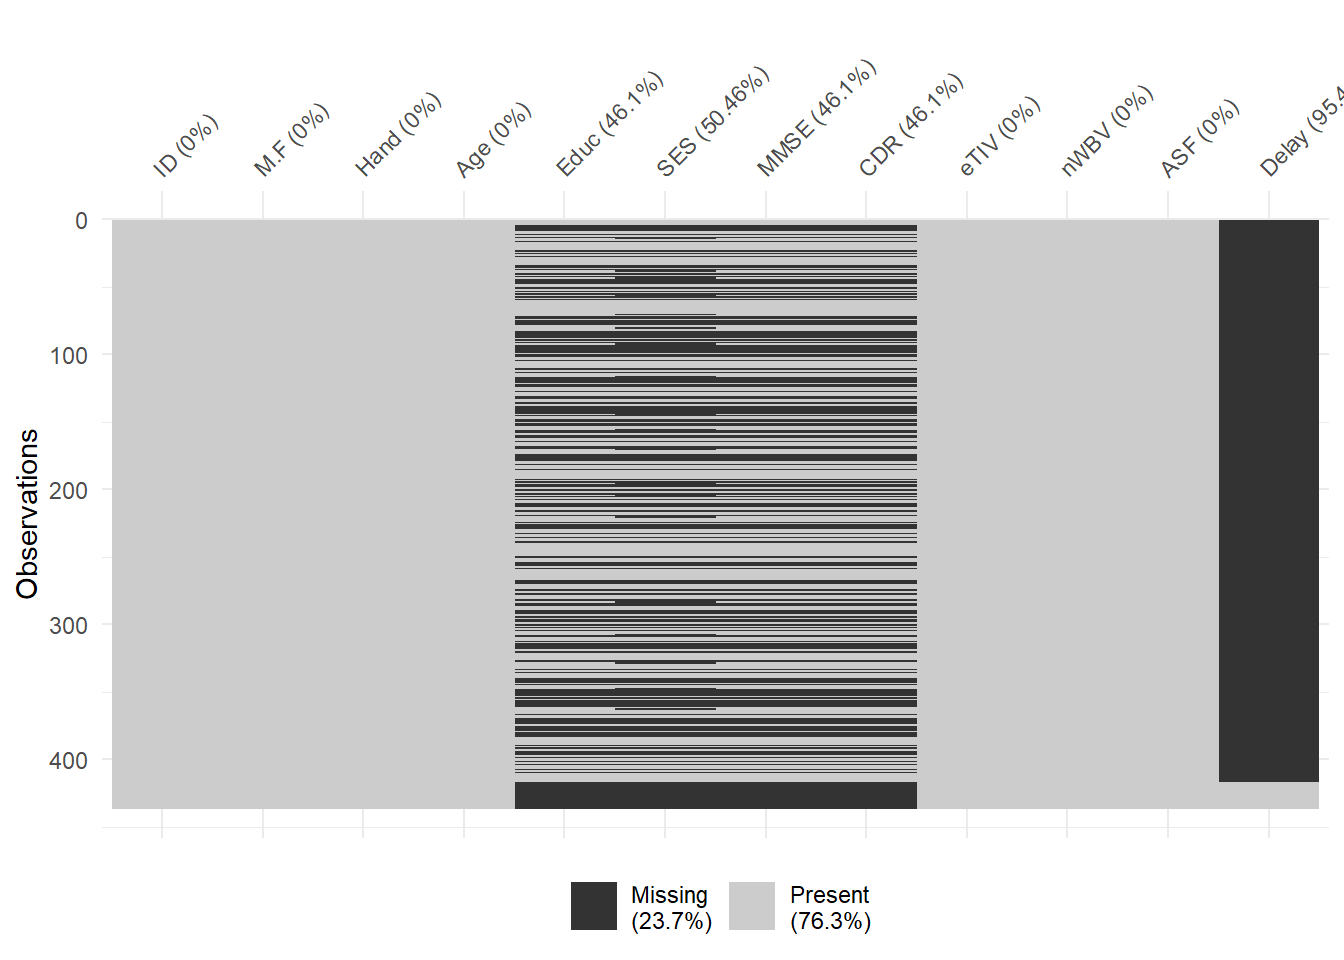 ID (0%)
M.F (0%)
Hand (0%)
Age (0%)
Educ (46.1%)
SES (50.46%)
MMSE (46.1%)
CDR (46.1%)
eTIV (0%)
nWBV (0%)
ASF (0%)
Delay (95.4
0
100
200
300
400
Observations
Missing
(23.7%)
Present
(76.3%)